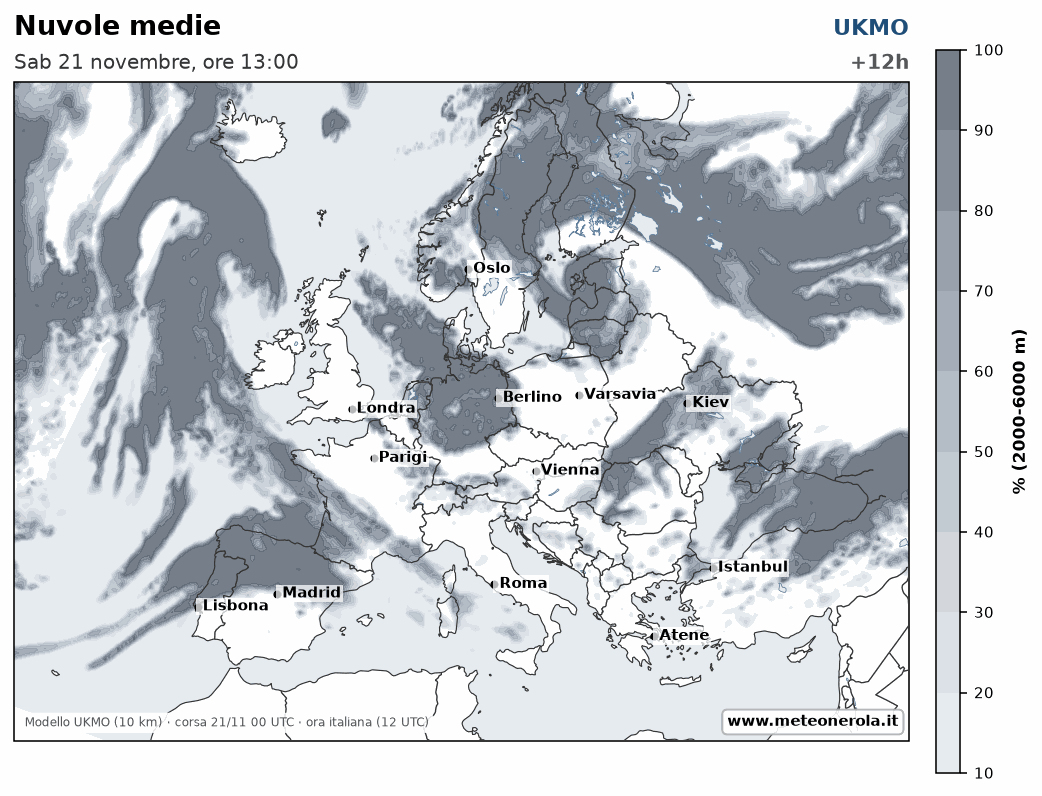 Nuvole medie
UKMO
Sab 21 novembre, ore 13:00
+12h
100
90
80
70
60
50
40
30
20
10
% (2000-6000 m)
Oslo
Berlino
Varsavia
Kiev
Londra
Parigi
Vienna
Istanbul
Roma
Madrid
Lisbona
Atene
Modello UKMO (10 km) · corsa 21/11 00 UTC · ora italiana (12 UTC)
www.meteonerola.it